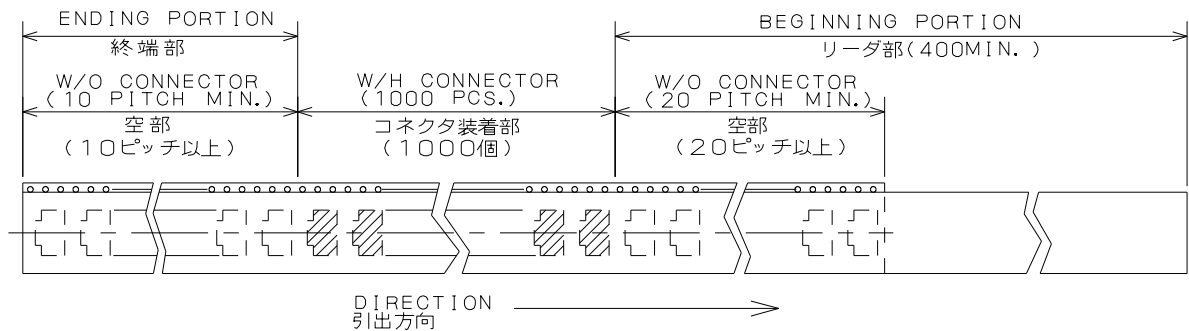 ENDING PORTION
終端部
BEGINNING PORTION
リーダ部(400MIN.)
W/O CONNECTOR
(10 PITCH MIN.)
空部
(10ピッチ以上)
W/H CONNECTOR
(1000 PCS.)
コネクタ装着部
(1000個)
W/O CONNECTOR
(20 PITCH MIN.)
空部
(20ピッチ以上)
DIRECTION
引出方向